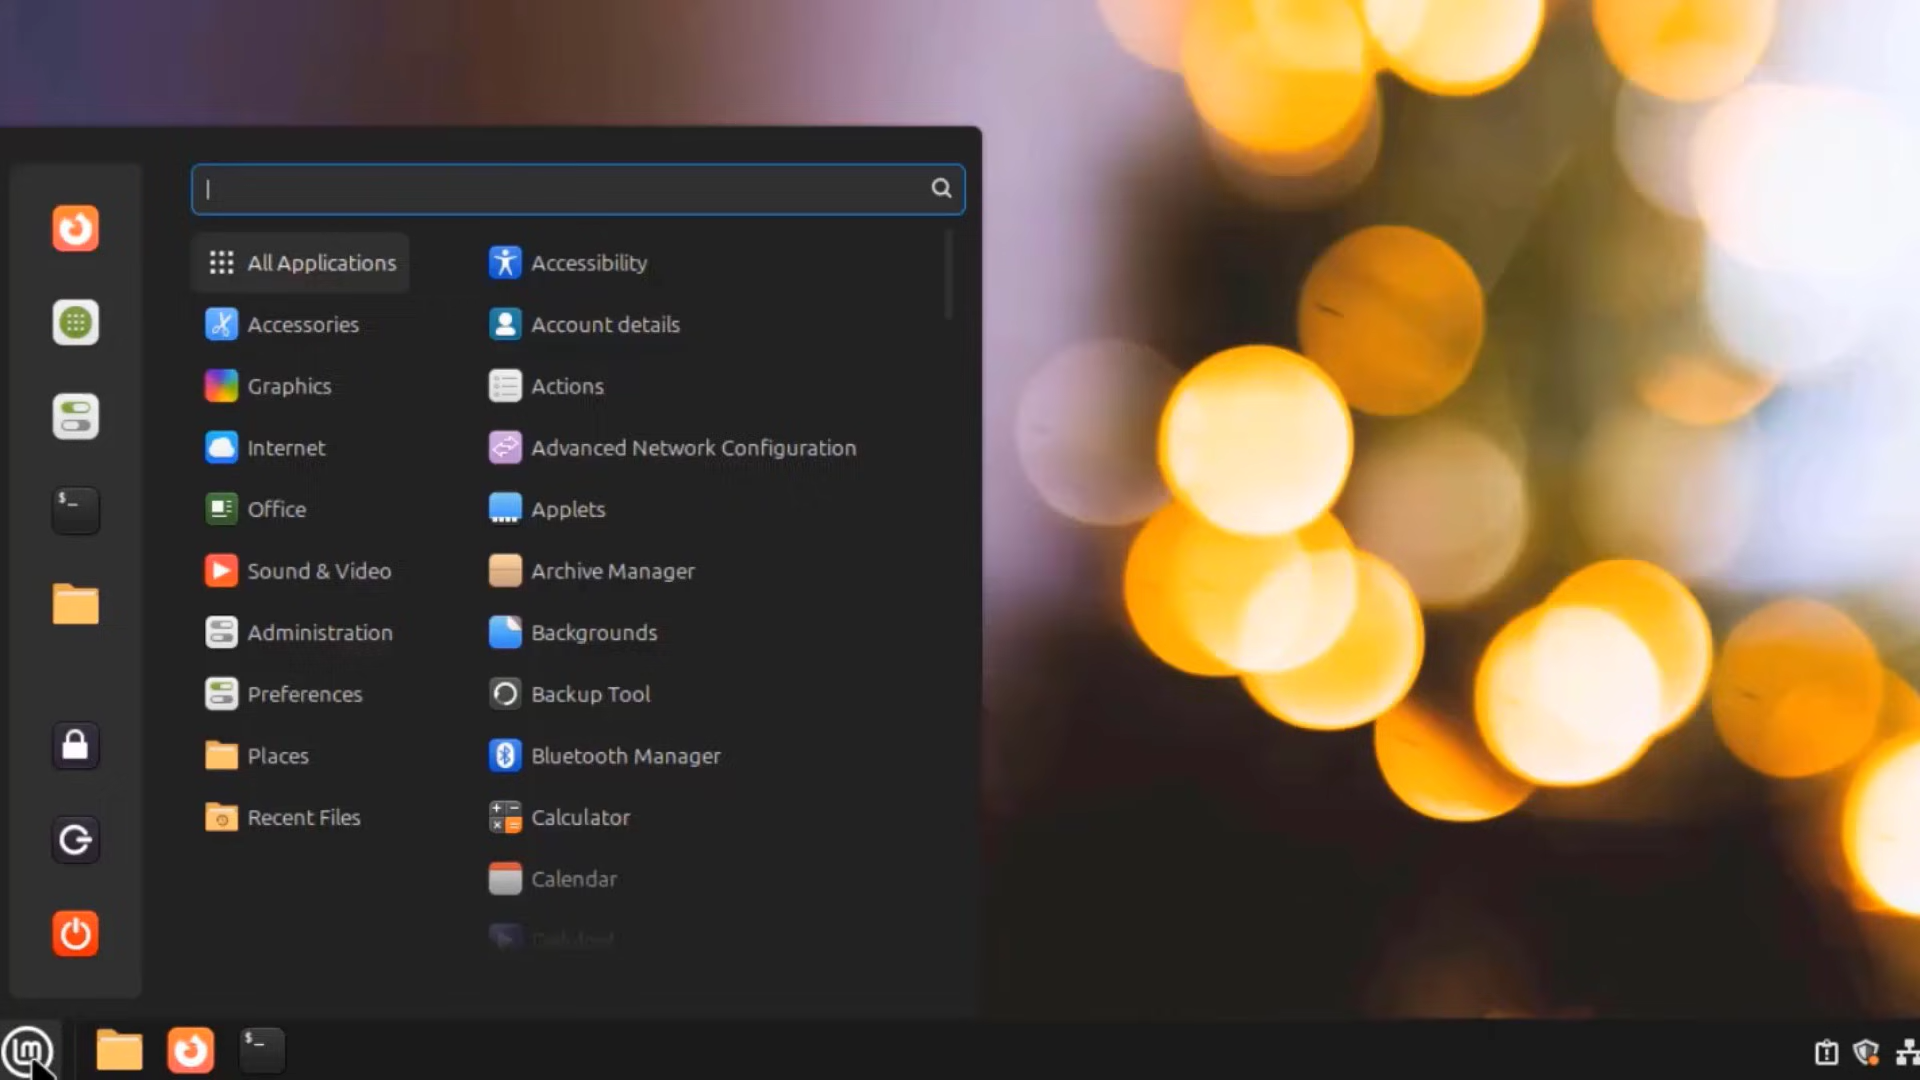 All Applications
Accessories
Graphics
Internet
Office
Sound & Video
Administration
Preferences
Places
Recent Files
Accessibility
Account details
Actions
Advanced Network Configuration
Applets
Archive Manager
Backgrounds
Backup Tool
Bluetooth Manager
Calculator
Calendar
$_
$_